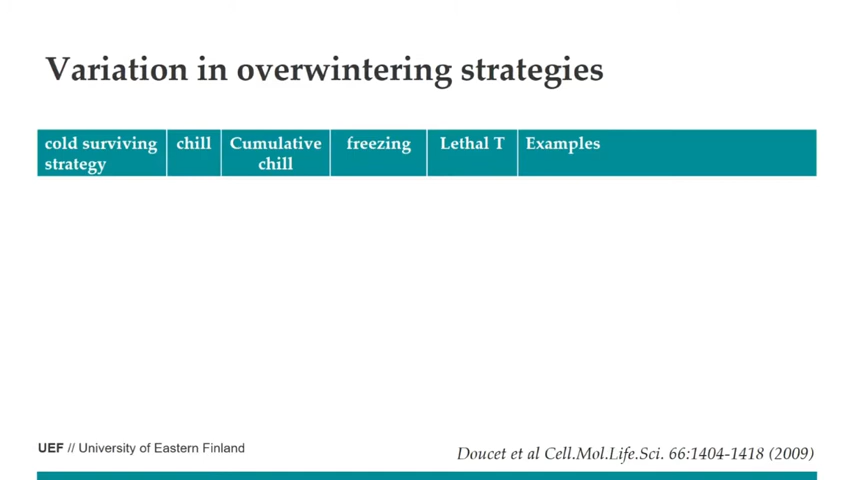 Variation in overwintering strategies
cold surviving strategy | chill | Cumulative chill | freezing | Lethal T | Examples
UEF // University of Eastern Finland
Doucet et al Cell.Mol.Life.Sci. 66:1404-1418 (2009)